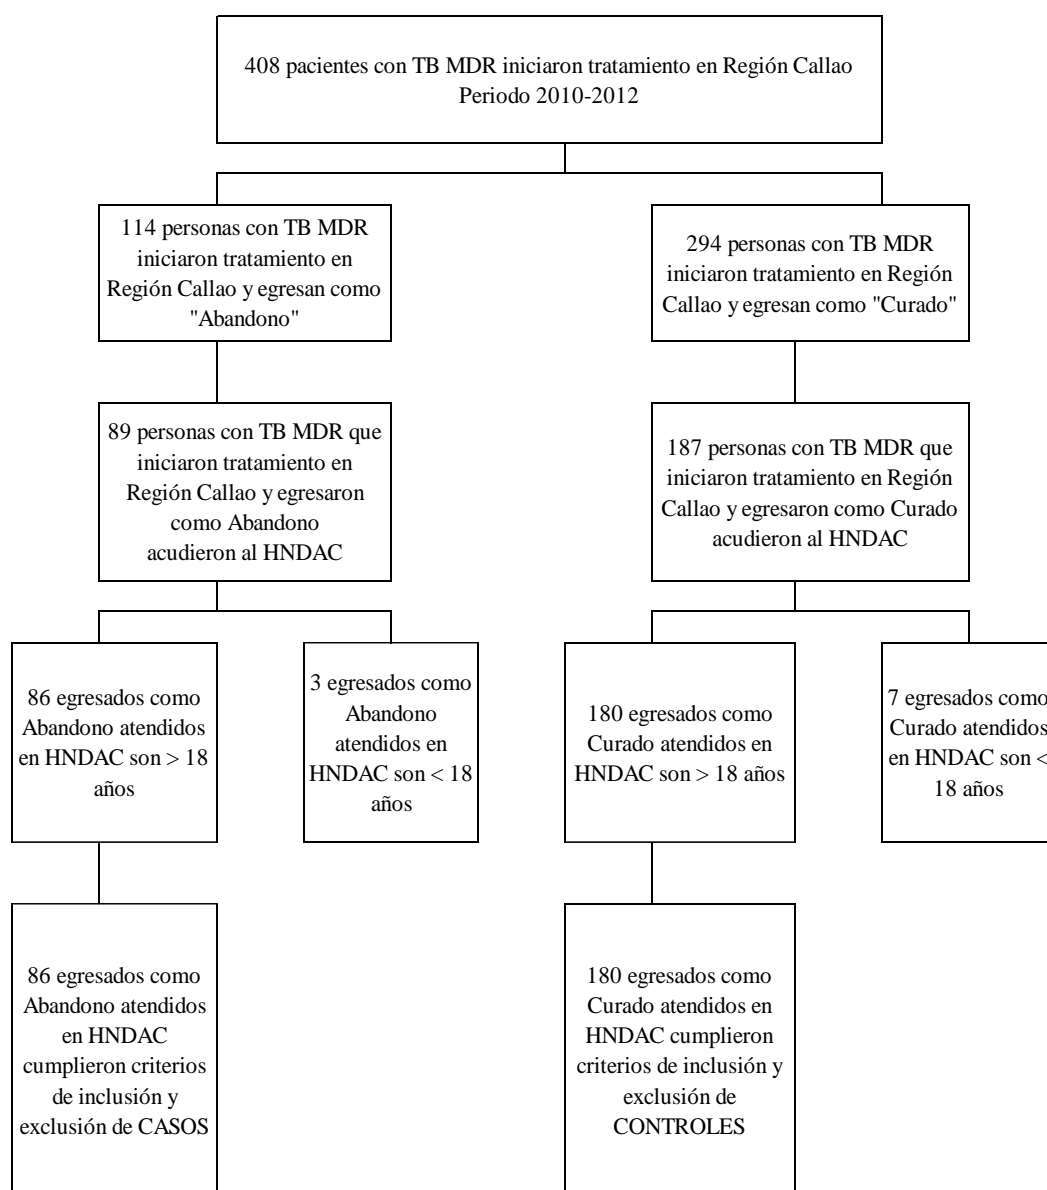 408 pacientes con TB MDR iniciaron tratamiento en Región Callao
Periodo 2010-2012
114 personas con TB MDR
iniciaron tratamiento en
Región Callao y egresan como
"Abandono"
294 personas con TB MDR
iniciaron tratamiento en Región
Callao y egresan como "Curado"
89 personas con TB MDR que
iniciaron tratamiento en
Región Callao y egresaron
como Abandono
acudieron al HNDAC
187 personas con TB MDR que
iniciaron tratamiento en Región
Callao y egresaron como Curado
acudieron al HNDAC
86 egresados como
Abandono atendidos
en HNDAC son > 18
años
3 egresados como
Abandono
atendidos en
HNDAC son < 18
años
180 egresados como
Curado atendidos en
HNDAC son > 18 años
7 egresados como
Curado atendidos
en HNDAC son <
18 años
86 egresados como
Abandono atendidos
en HNDAC
cumplieron criterios
de inclusión y
exclusión de CASOS
180 egresados como
Curado atendidos en
HNDAC cumplieron
criterios de inclusión y
exclusión de
CONTROLES